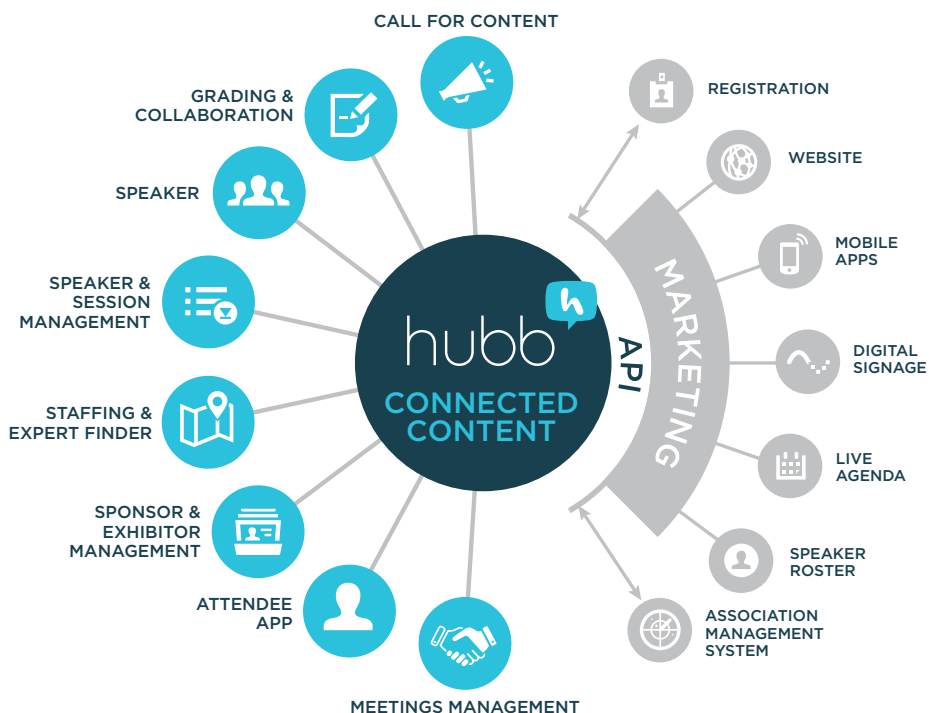 CALL FOR CONTENT
GRADING &
COLLABORATION
SPEAKER
SPEAKER &
SESSION
MANAGEMENT
STAFFING &
EXPERT FINDER
SPONSOR &
EXHIBITOR
MANAGEMENT
ATTENDEE
APP
MEETINGS MANAGEMENT
hubb
h
CONNECTED
CONTENT
API
MARKETING
REGISTRATION
WEBSITE
MOBILE
APPS
DIGITAL
SIGNAGE
LIVE
AGENDA
SPEAKER
ROSTER
ASSOCIATION
MANAGEMENT
SYSTEM